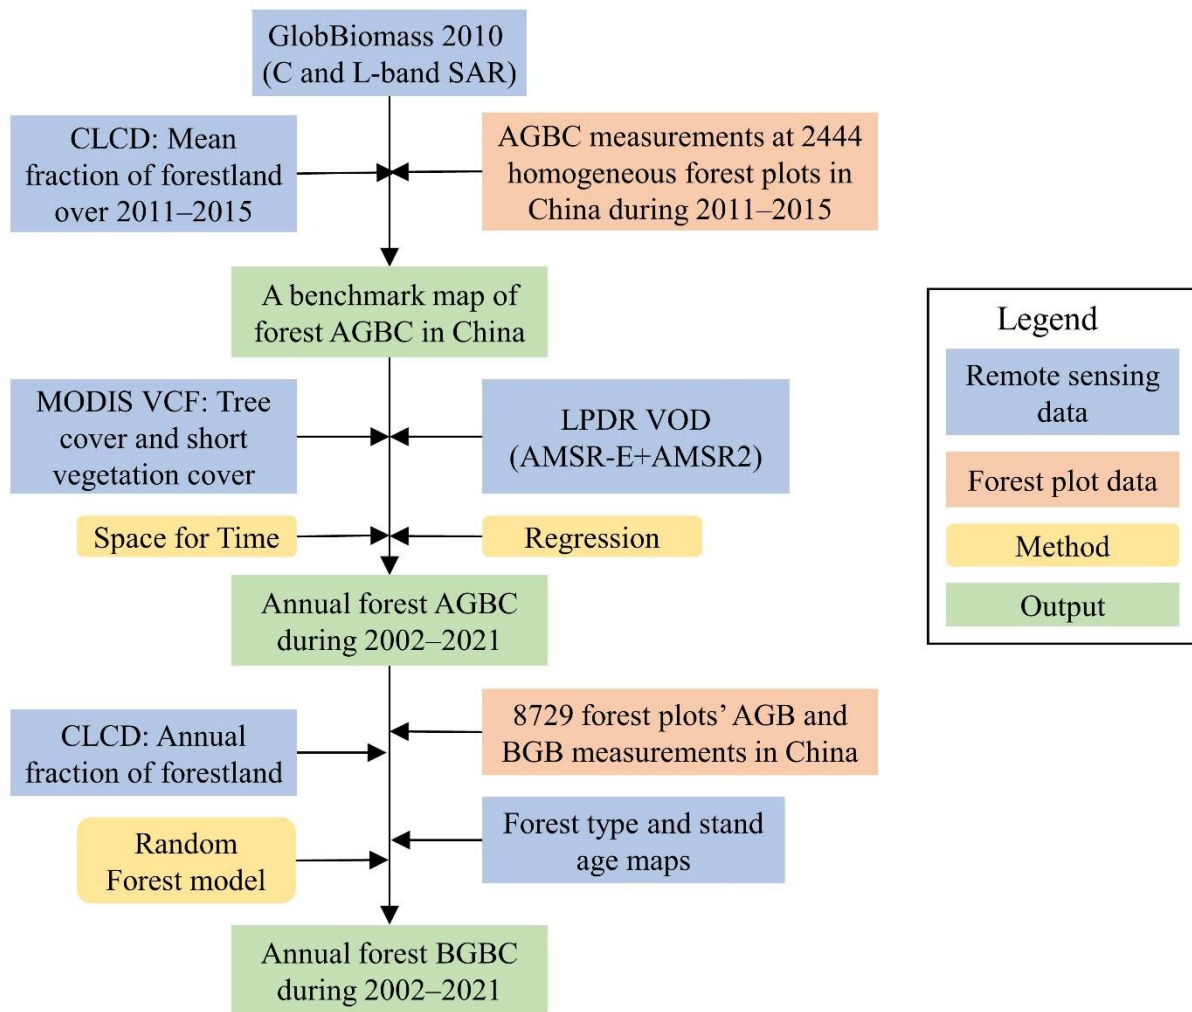 GlobBiomass 2010
(C and L-band SAR)
CLCD: Mean
fraction of forestland
over 2011–2015
AGBC measurements at 2444
homogeneous forest plots in
China during 2011–2015
A benchmark map of
forest AGBC in China
MODIS VCF: Tree
cover and short
vegetation cover
LPDR VOD
(AMSR-E+AMSR2)
Space for Time
Regression
Annual forest AGBC
during 2002–2021
CLCD: Annual
fraction of forestland
8729 forest plots’ AGB and
BGB measurements in China
Forest type and stand
age maps
Random
Forest model
Annual forest BGBC
during 2002–2021
Legend
Remote sensing
data
Forest plot data
Method
Output